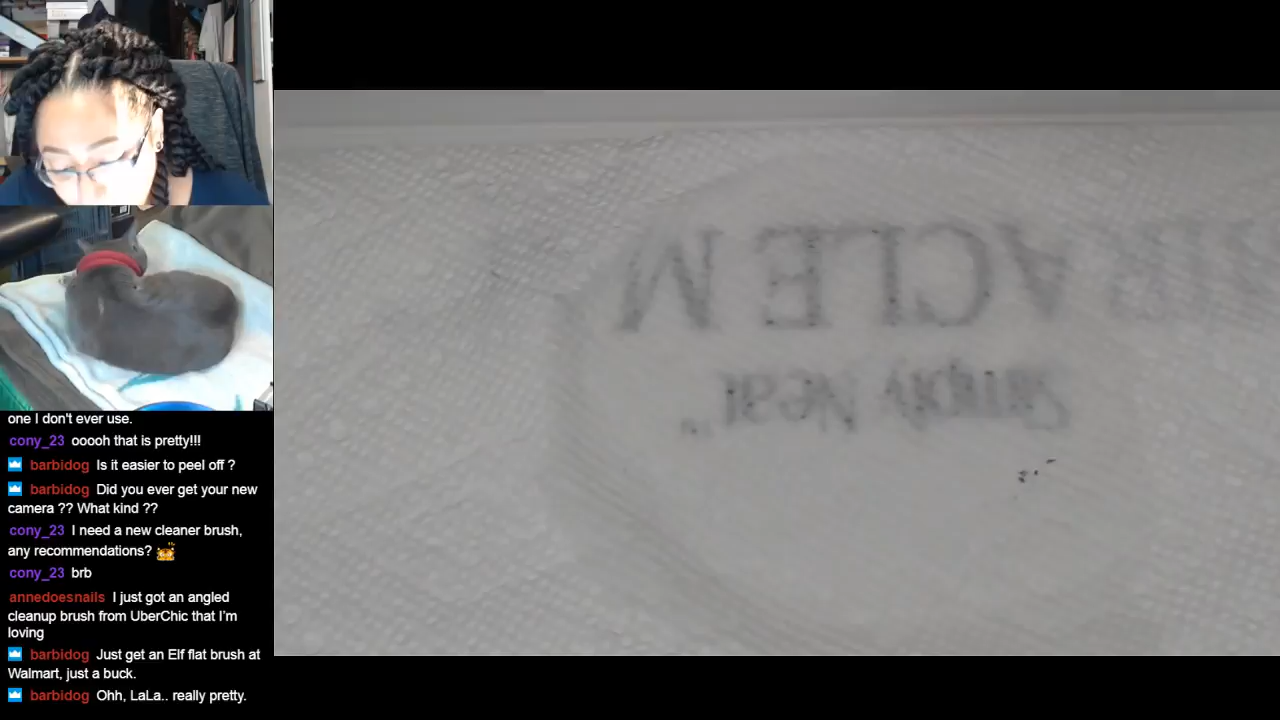 one I don't ever use.
cony_23 ooooh that is pretty!!!
barbidog Is it easier to peel off ?
barbidog Did you ever get your new
camera ?? What kind ??
cony_23 I need a new cleaner brush,
any recommendations?
cony_23 brb
annedoesnails I just got an angled
cleanup brush from UberChic that I'm
loving
barbidog Just get an Elf flat brush at
Walmart, just a buck.
barbidog Ohh, LaLa.. really pretty.
MIRACLE M
Simply Neat